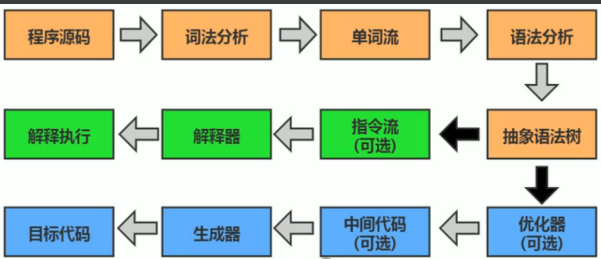 程序源码
词法分析
单词流
语法分析
解释执行
解释器
指令流
(可选)
抽象语法树
目标代码
生成器
中间代码
(可选)
优化器
(可选)